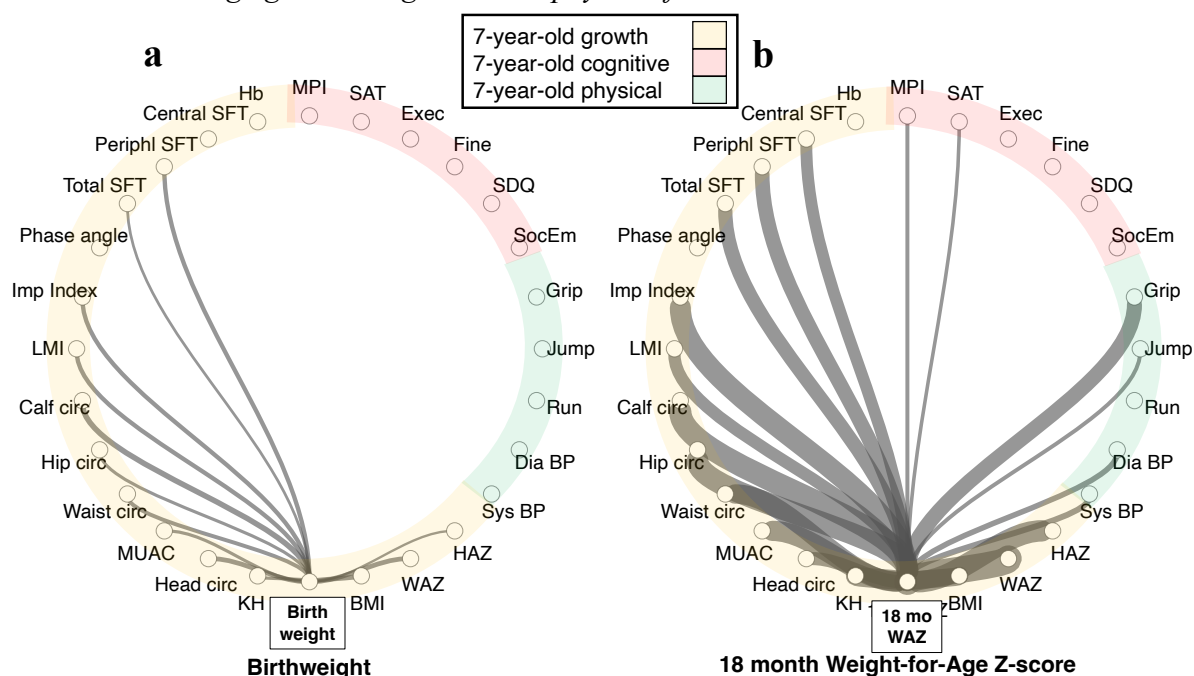 a
b
7-year-old growth
7-year-old cognitive
7-year-old physical
MPI
SAT
Exec
Fine
SDQ
SocEm
Grip
Jump
Run
Dia BP
Sys BP
HAZ
WAZ
BMI
Birth
weight
KH
Head circ
MUAC
Waist circ
Hip circ
Calf circ
LMI
Imp Index
Phase angle
Total SFT
Periphl SFT
Central SFT
Hb
Birthweight
MPI
SAT
Exec
Fine
SDQ
SocEm
Grip
Jump
Run
Dia BP
Sys BP
HAZ
WAZ
BMI
18 mo
WAZ
KH
Head circ
MUAC
Waist circ
Hip circ
Calf circ
LMI
Imp Index
Phase angle
Total SFT
Periphl SFT
Central SFT
Hb
18 month Weight-for-Age Z-score